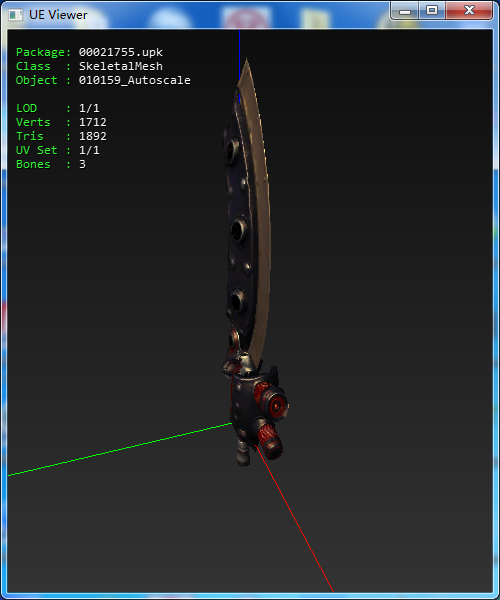 UE Viewer
Package: 00021755.upk
Class : SkeletalMesh
Object : 010159_Autoscale
LOD : 1/1
Verts : 1712
Tris : 1892
UV Set : 1/1
Bones : 3